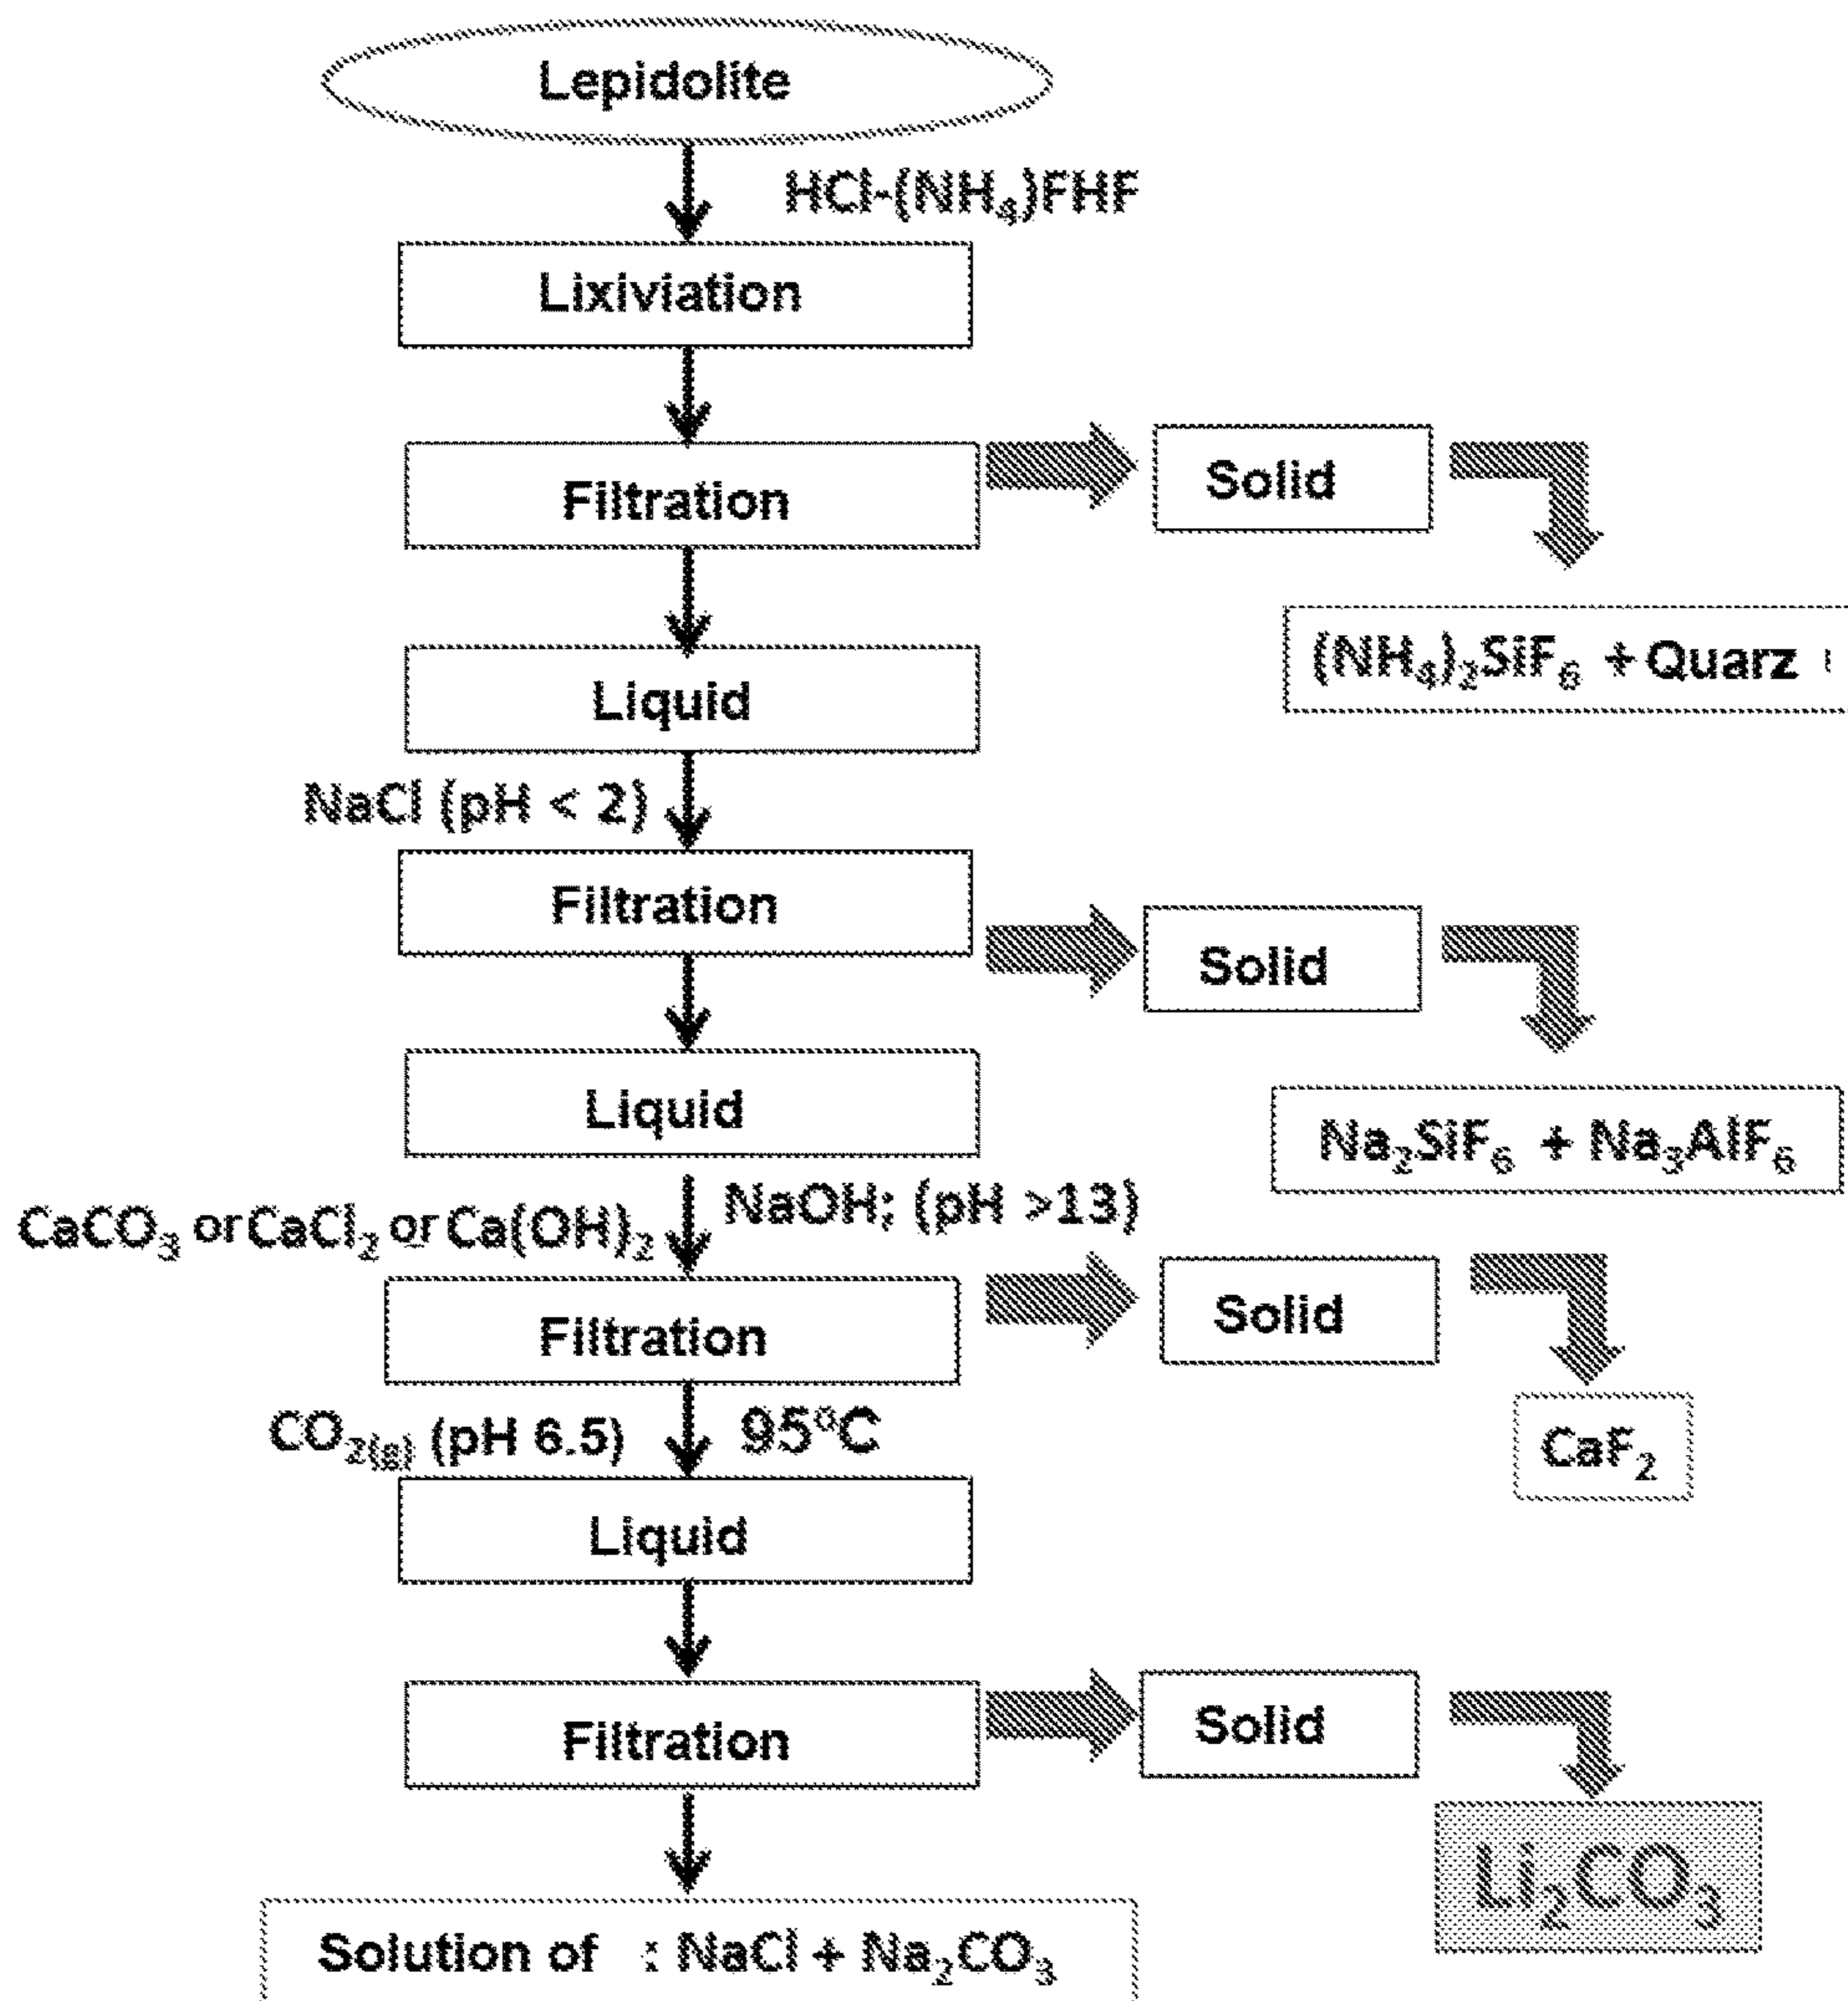 Lepidolite
HCl-(NH₄)FHF
Lixiviation
Filtration
Solid
(NH₄)₂SiF₆ + Quarz
Liquid
NaCl (pH < 2)
Filtration
Solid
Liquid
Na₂SiF₆ + Na₃AlF₆
NaOH; (pH >13)
CaCO₃ or CaCl₂ or Ca(OH)₂
Filtration
Solid
CO₂(g) (pH 6.5)
95°C
CaF₂
Liquid
Filtration
Solid
Li₂CO₃
Solution of : NaCl + Na₂CO₃